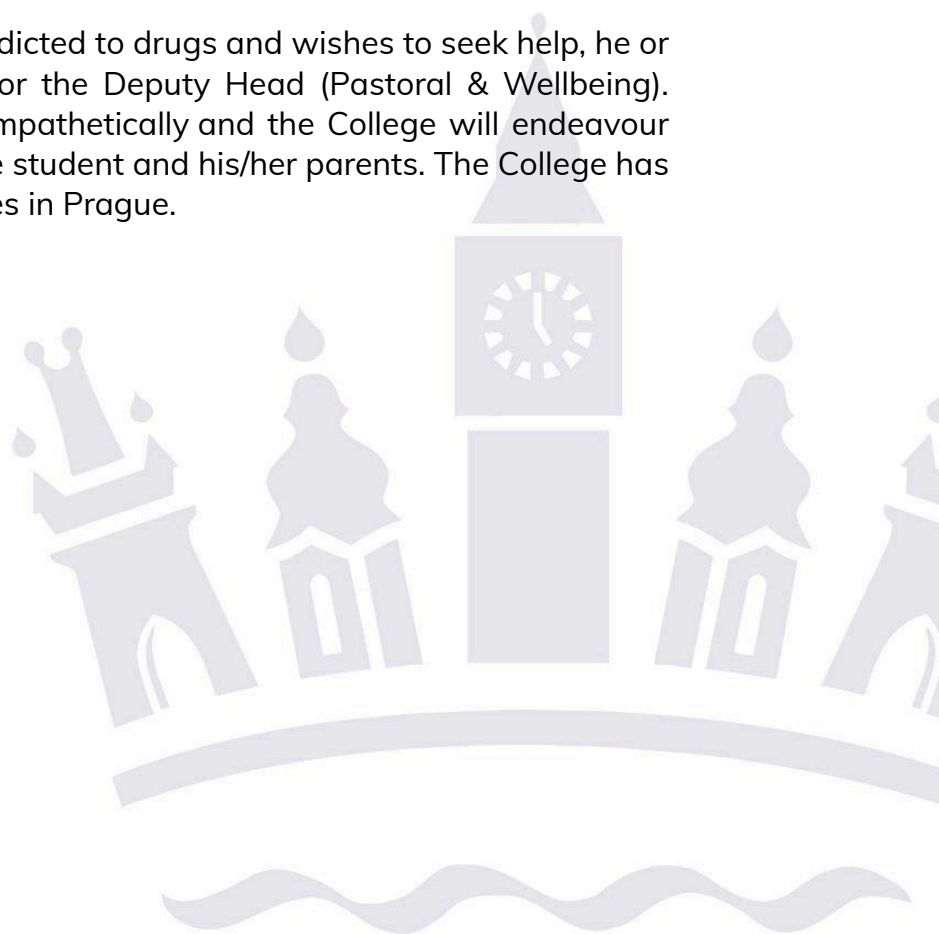 dicted to drugs and wishes to seek help, he or
or the Deputy Head (Pastoral & Wellbeing).
mpathetically and the College will endeavour
e student and his/her parents. The College has
es in Prague.